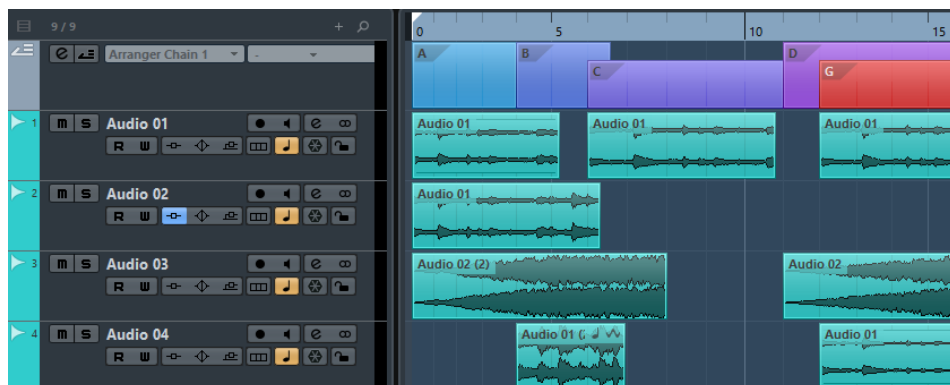 9 / 9
0 5 10 15
Arranger Chain 1 -
A B D
C G
1 m S Audio 01
R W
Audio 01 Audio 01 Audio 01
2 m S Audio 02
R W
Audio 01
3 m S Audio 03
R W
Audio 02 (2) Audio 02
4 m S Audio 04
R W
Audio 01 (2 Audio 01